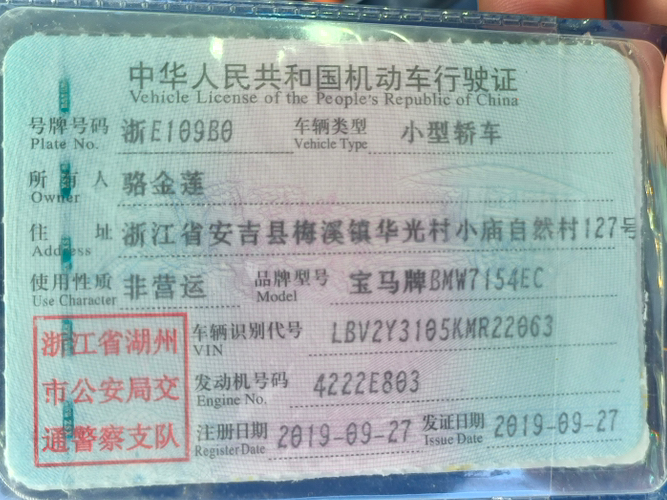 中华人民共和国机动车行驶证
Vehicle License of the People's Republic of China
号牌号码 浙E109B0 车辆类型 小型轿车
Plate No. Vehicle Type
所有人 骆金莲
Owner
住址 浙江省安吉县梅溪镇华光村小庙自然村127号
Address
使用性质 非营运 品牌型号 宝马牌BMW7154EC
Use Character Model
浙江省湖州
市公安局交
通警察支队
车辆识别代号 LBV2Y3105KMR22063
VIN
发动机号码 4222E803
Engine No.
注册日期 2019-09-27 发证日期 2019-09-27
Register Date Issue Date